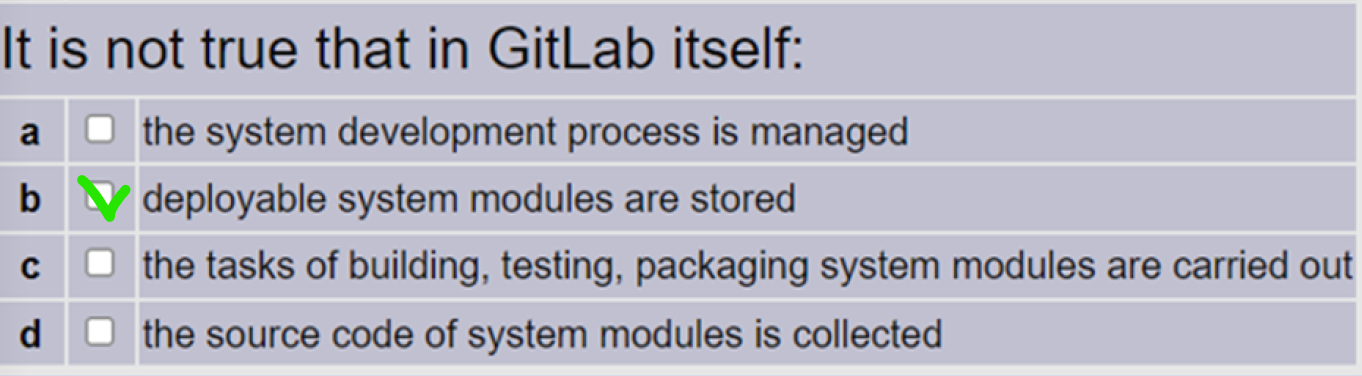 It is not true that in GitLab itself:
a the system development process is managed
b deployable system modules are stored
c the tasks of building, testing, packaging system modules are carried out
d the source code of system modules is collected